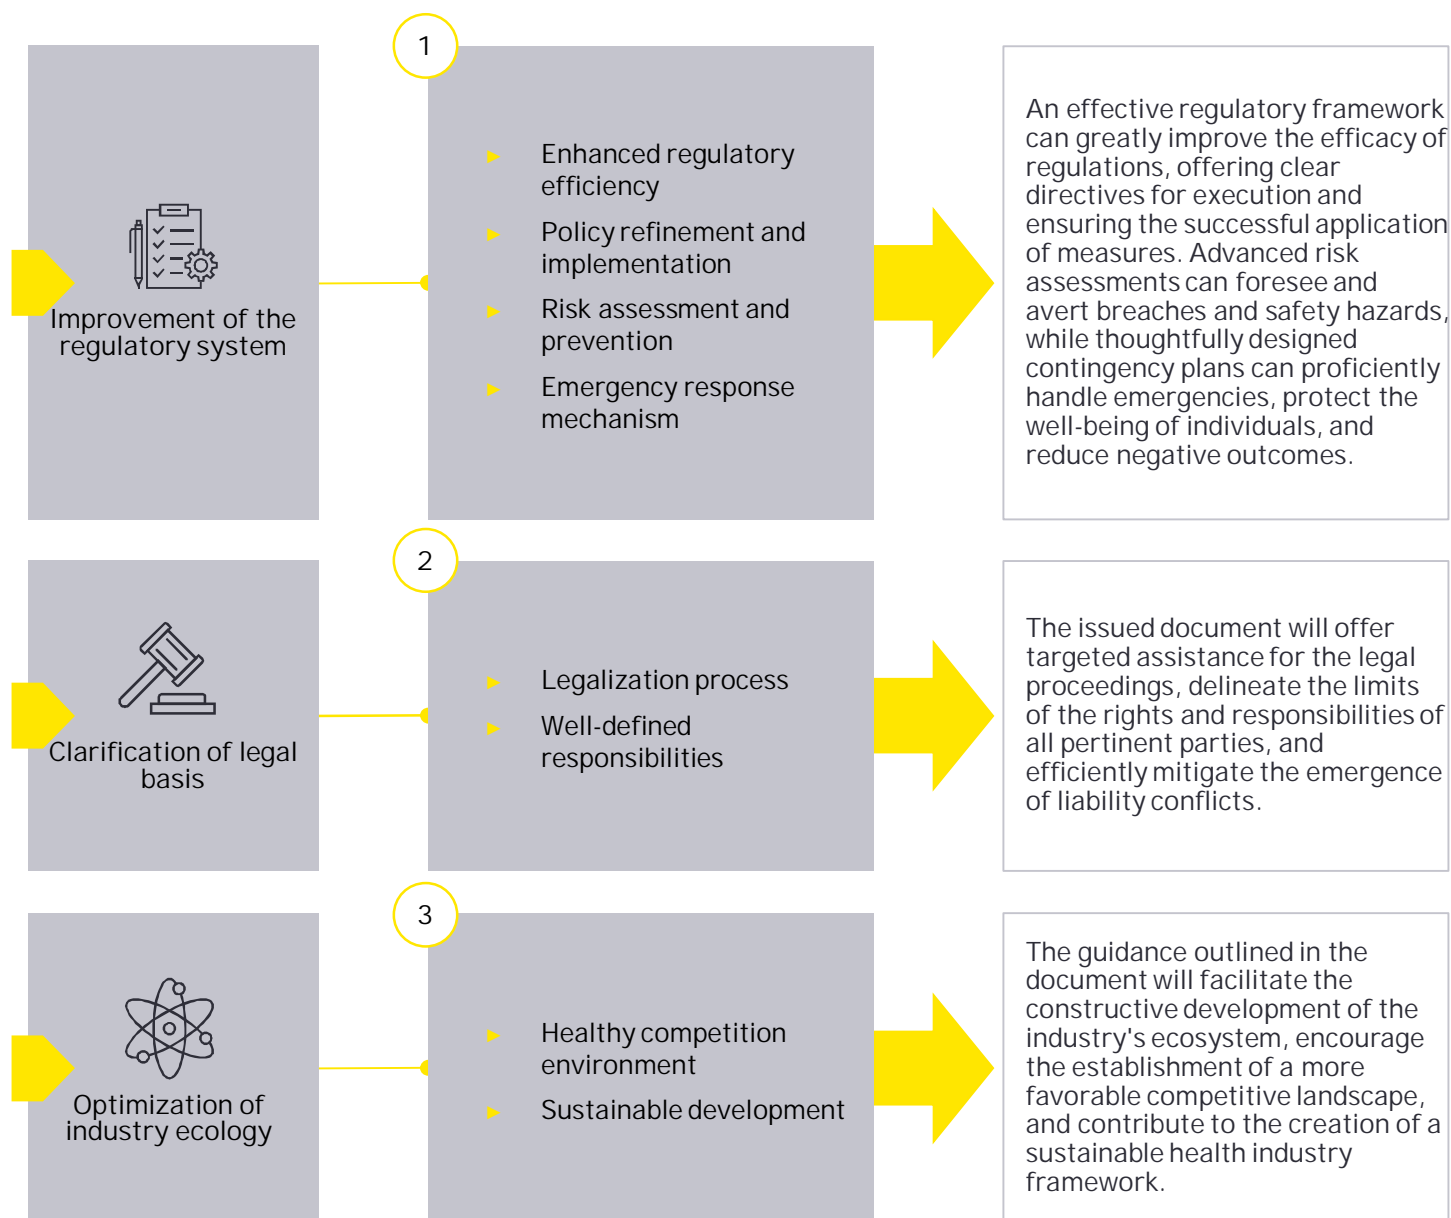 1
Improvement of the
regulatory system
Enhanced regulatory
efficiency
Policy refinement and
implementation
Risk assessment and
prevention
Emergency response
mechanism
An effective regulatory framework
can greatly improve the efficacy of
regulations, offering clear
directives for execution and
ensuring the successful application
of measures. Advanced risk
assessments can foresee and
avert breaches and safety hazards,
while thoughtfully designed
contingency plans can proficiently
handle emergencies, protect the
well-being of individuals, and
reduce negative outcomes.
2
Clarification of legal
basis
Legalization process
Well-defined
responsibilities
The issued document will offer
targeted assistance for the legal
proceedings, delineate the limits
of the rights and responsibilities of
all pertinent parties, and
efficiently mitigate the emergence
of liability conflicts.
3
Optimization of
industry ecology
Healthy competition
environment
Sustainable development
The guidance outlined in the
document will facilitate the
constructive development of the
industry's ecosystem, encourage
the establishment of a more
favorable competitive landscape,
and contribute to the creation of a
sustainable health industry
framework.